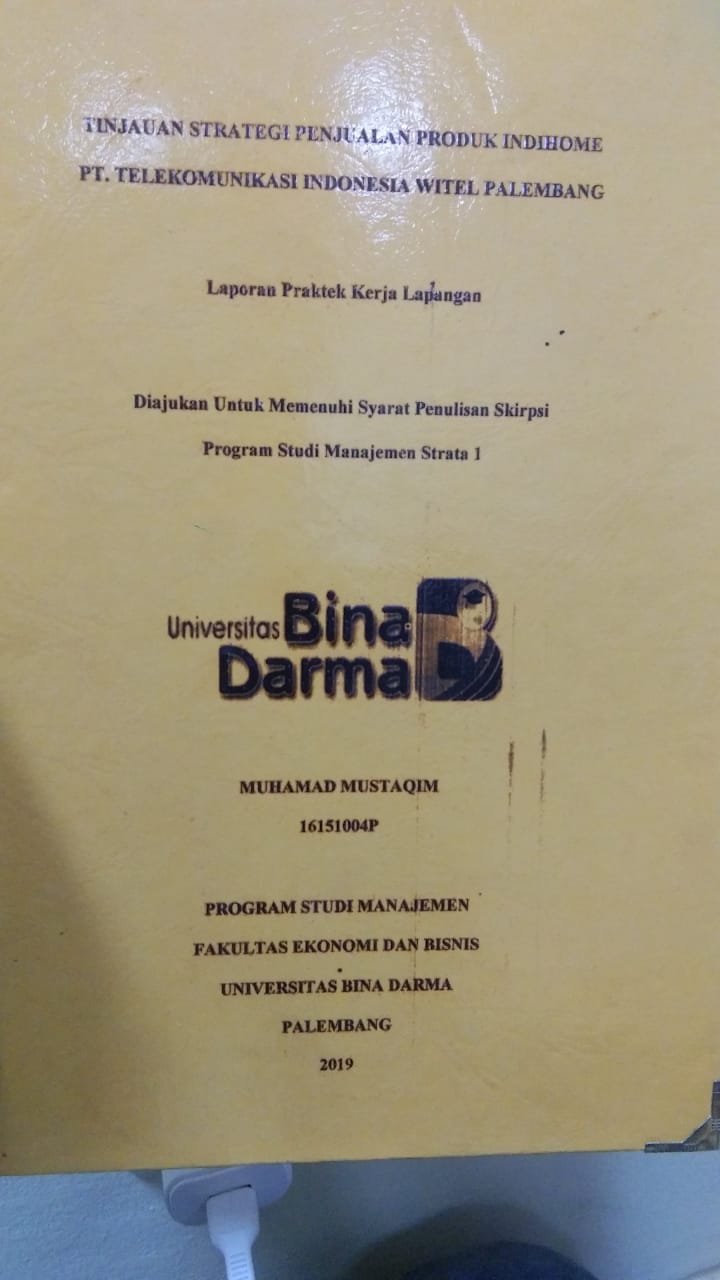 TINJAUAN STRATEGI PENJUALAN PRODUK INDIHOME
PT. TELEKOMUNIKASI INDONESIA WITEL PALEMBANG
Laporan Praktek Kerja Lapangan
Diajukan Untuk Memenuhi Syarat Penulisan Skirpsi
Program Studi Manajemen Strata 1
Universitas Bina
Darma
MUHAMAD MUSTAQIM
16151004P
PROGRAM STUDI MANAJEMEN
FAKULTAS EKONOMI DAN BISNIS
UNIVERSITAS BINA DARMA
PALEMBANG
2019